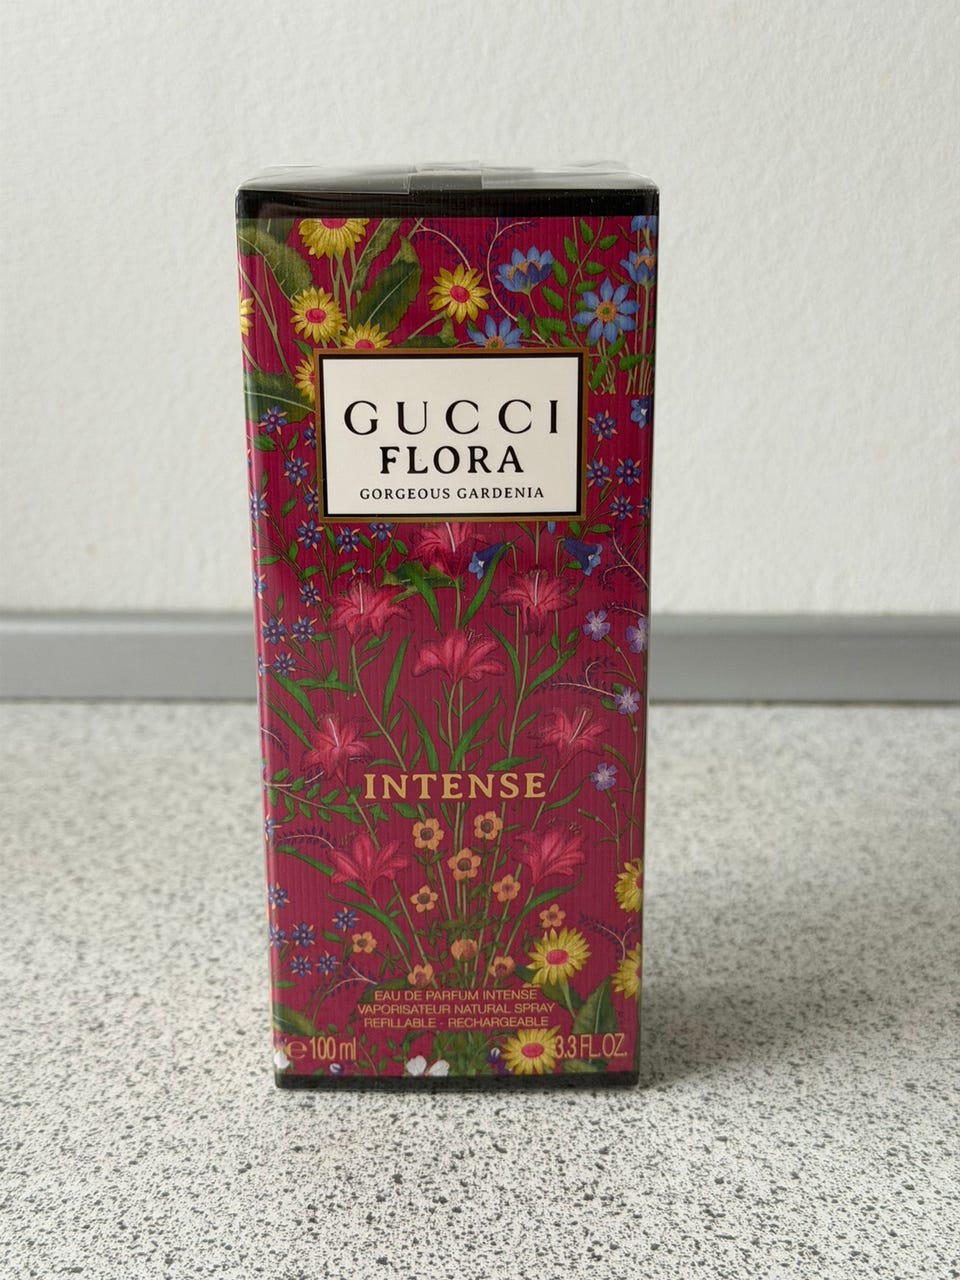 GUCCI
FLORA
GORGEOUS GARDENIA
INTENSE
EAU DE PARFUM INTENSE
VAPORISATEUR NATURAL SPRAY
REFILLABLE - RECHARGEABLE
℮ 100 ml 3.3 FL.OZ.